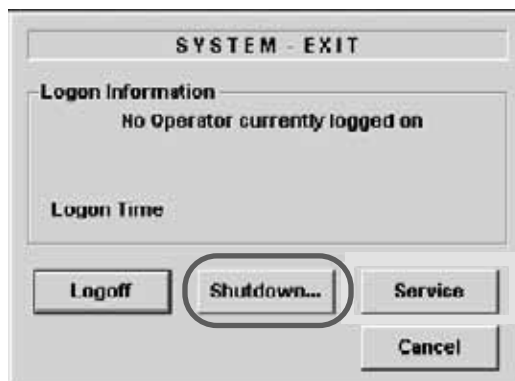 SYSTEM - EXIT
Logon Information
No Operator currently logged on
Logon Time
Logoff
Shutdown...
Service
Cancel